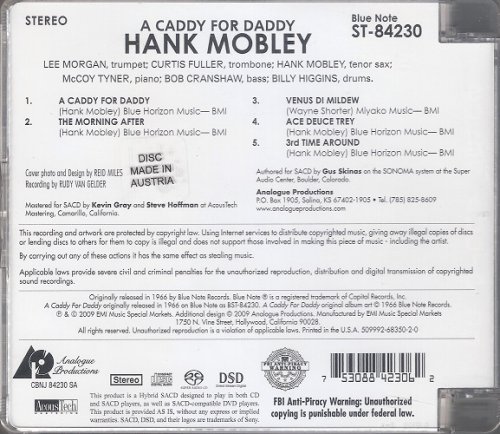 STEREO
A CADDY FOR DADDY
HANK MOBLEY
Blue Note
ST-84230
LEE MORGAN, trumpet; CURTIS FULLER, trombone; HANK MOBLEY, tenor sax;
McCOY TYNER, piano; BOB CRANSHAW, bass; BILLY HIGGINS, drums.
1. A CADDY FOR DADDY
(Hank Mobley) Blue Horizon Music— BMI
2. THE MORNING AFTER
(Hank Mobley) Blue Horizon Music— BMI
3. VENUS DI MILDEW
(Wayne Shorter) Miyako Music— BMI
4. ACE DEUCE TREY
(Hank Mobley) Blue Horizon Music— BMI
5. 3rd TIME AROUND
(Hank Mobley) Blue Horizon Music— BMI
DISC
MADE IN
AUSTRIA
Cover photo and Design by REID MILES
Recording by RUDY VAN GELDER
Mastered for SACD by Kevin Gray and Steve Hoffman at AcousTech
Mastering, Camarillo, California.
Authored for SACD by Gus Skinas on the SONOMA system at the Super
Audio Center, Boulder, Colorado.
Analogue Productions
P.O. Box 1905, Salina, KS 67402-1905 • Tel. (785) 825-8609
www.analogueproductions.com
This recording and artwork are protected by copyright law. Using Internet services to distribute copyrighted music, giving away illegal copies of discs
or lending discs to others for them to copy is illegal and does not support those involved in making this piece of music - including the artist.
By carrying out any of these actions it has the same effect as stealing music.
Applicable laws provide severe civil and criminal penalties for the unauthorized reproduction, distribution and digital transmission of copyrighted
sound recordings.
Originally released in 1966 by Blue Note Records. Blue Note ® is a registered trademark of Capitol Records, Inc.
A Caddy For Daddy originally released in 1966 on Blue Note as BST-84230. A Caddy For Daddy original album art © 1966 Blue Note Records.
℗ & © 2009 EMI Music Special Markets. Additional design © 2009 Analogue Productions. Manufactured by EMI Music Special Markets,
1750 N. Vine Street, Hollywood, California 90028.
All rights reserved. Unauthorized reproduction is a violation of applicable laws. Printed in the U.S.A. 509992-68350-2-0
Analogue
Productions
CBNJ 84230 SA
AcousTech
Stereo
SUPER AUDIO CD
DSD
Direct Stream Digital
This product is a Hybrid SACD designed to play in both CD
and SACD players, as well as SACD-compatible DVD players.
This product is provided AS IS, without any express or implied
warranties. SACD, DSD, and their logos are trademarks of Sony.
FBI ANTI-PIRACY
WARNING
7 53088 42306 2
FBI Anti-Piracy Warning: Unauthorized
copying is punishable under federal law.